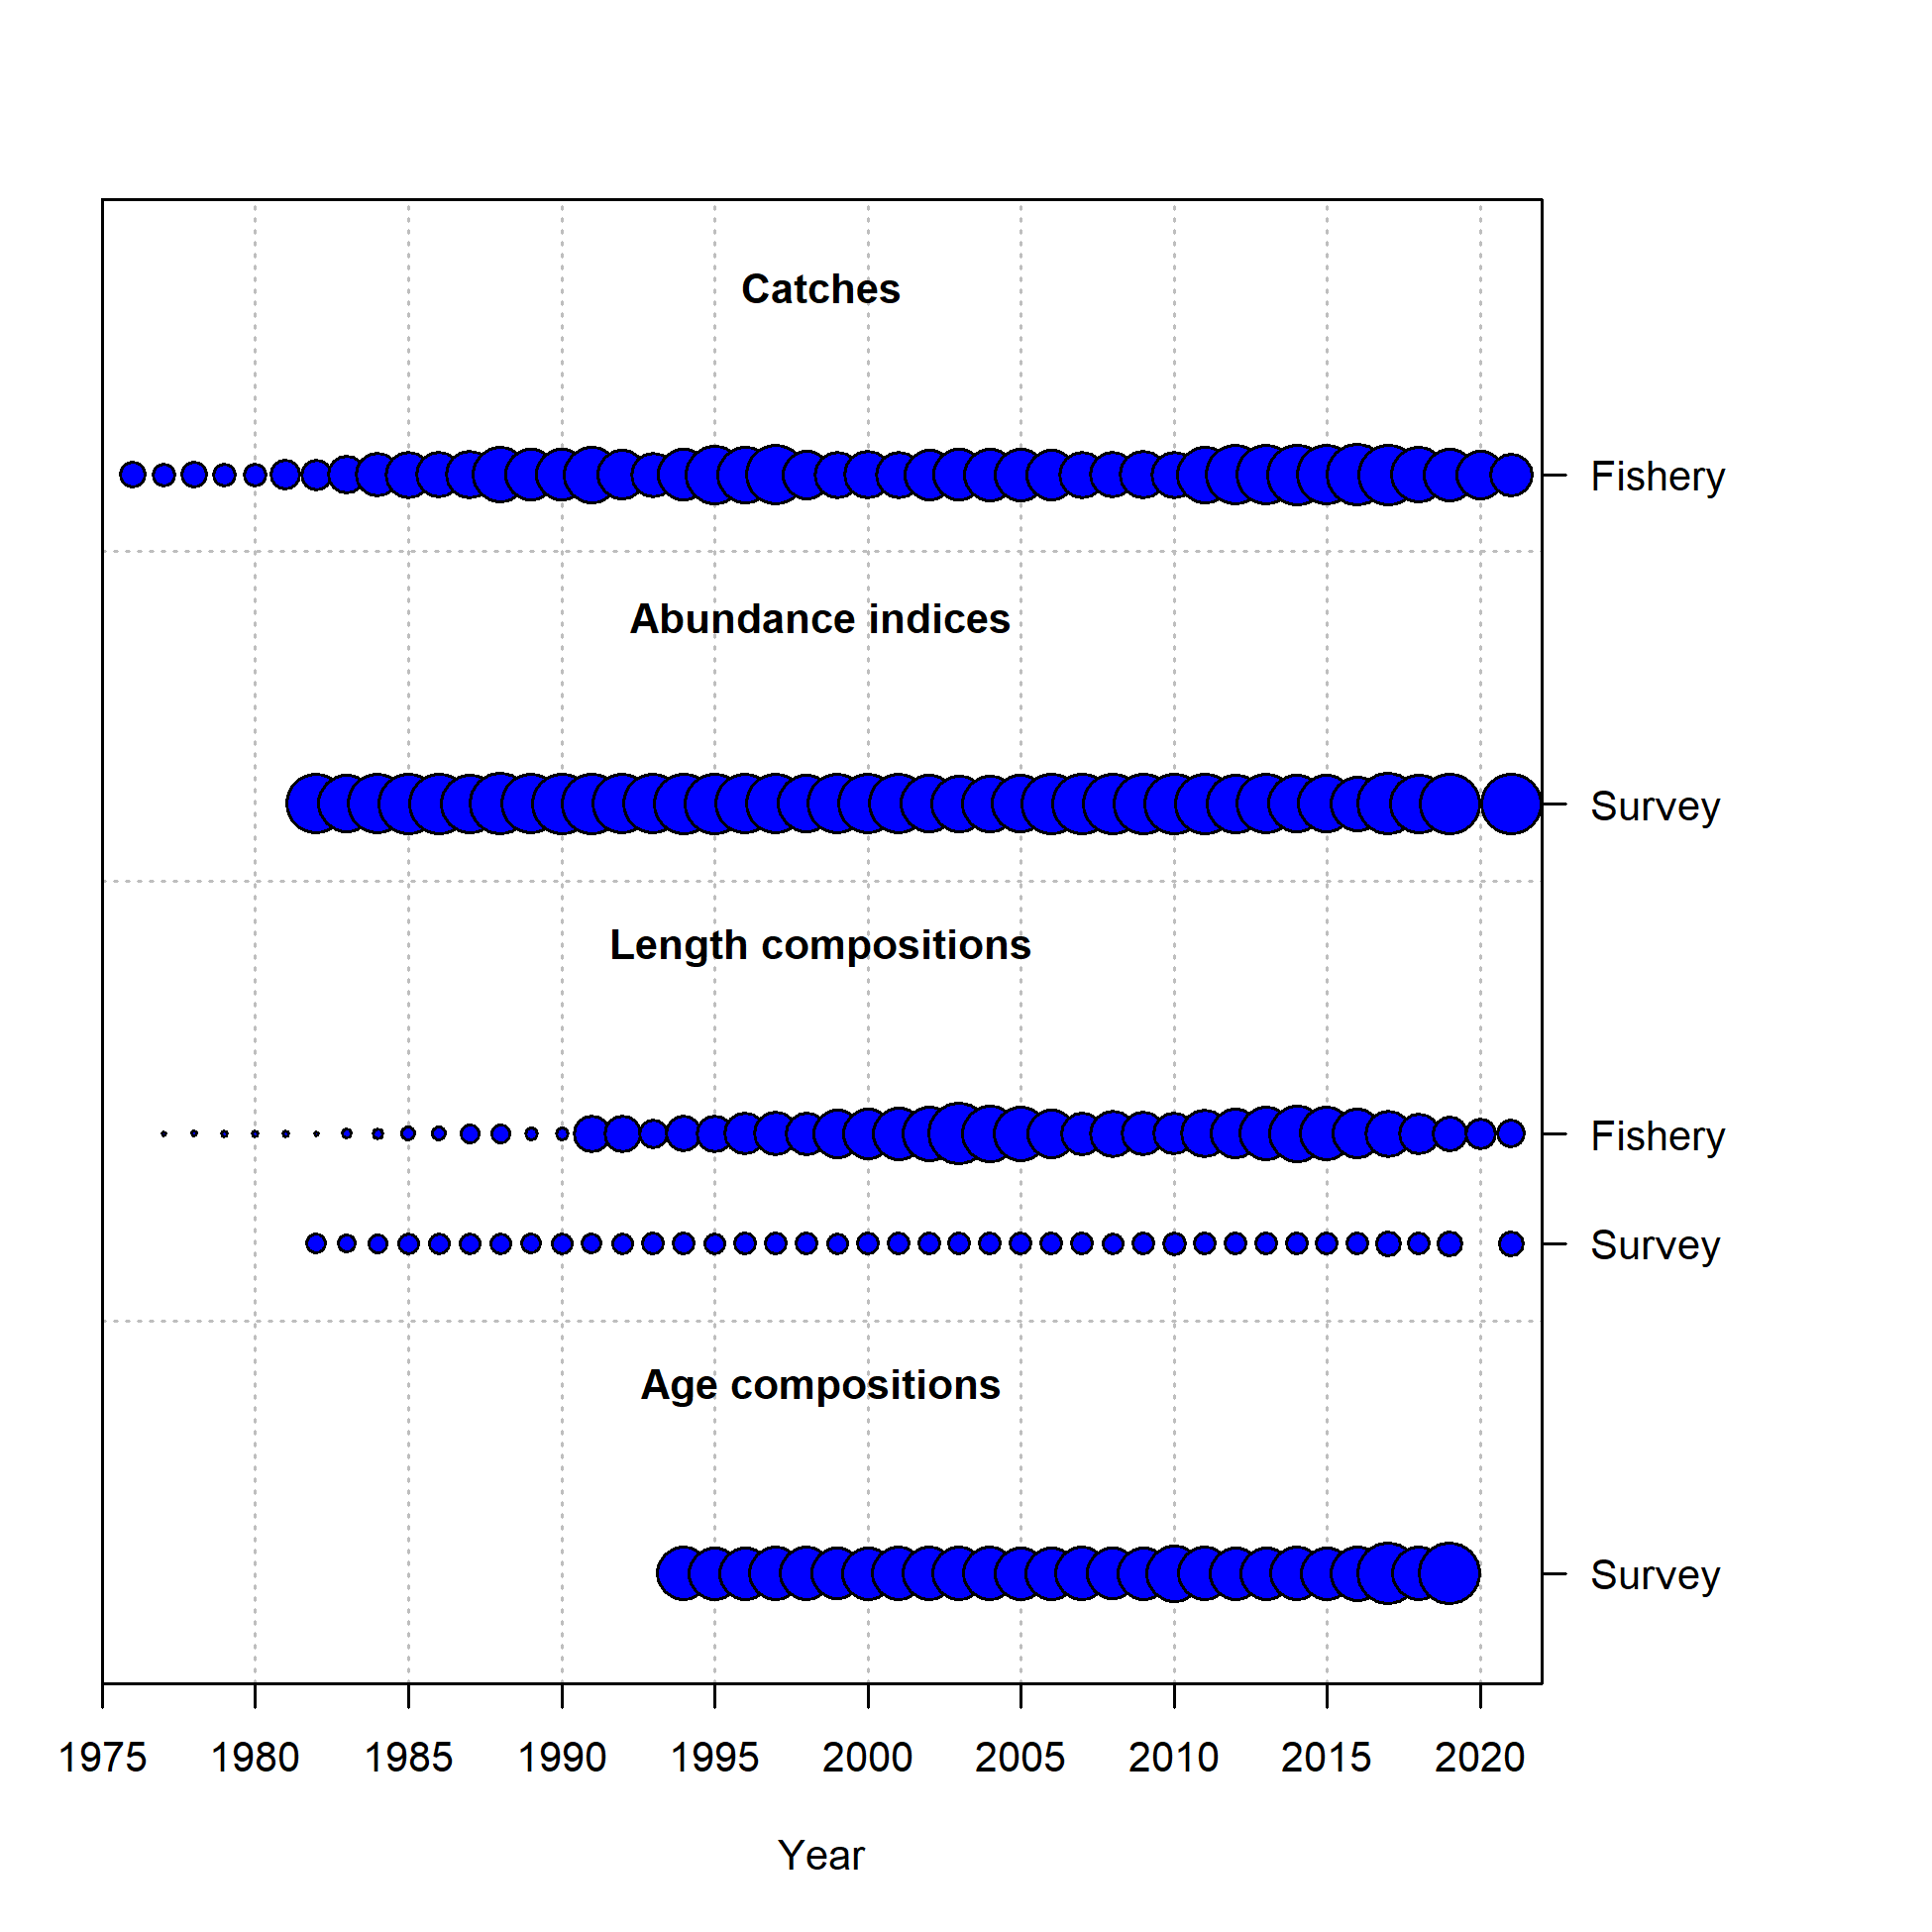 Catches
Fishery
Abundance indices
Survey
Length compositions
Fishery
Survey
Age compositions
Survey
1975 1980 1985 1990 1995 2000 2005 2010 2015 2020
Year